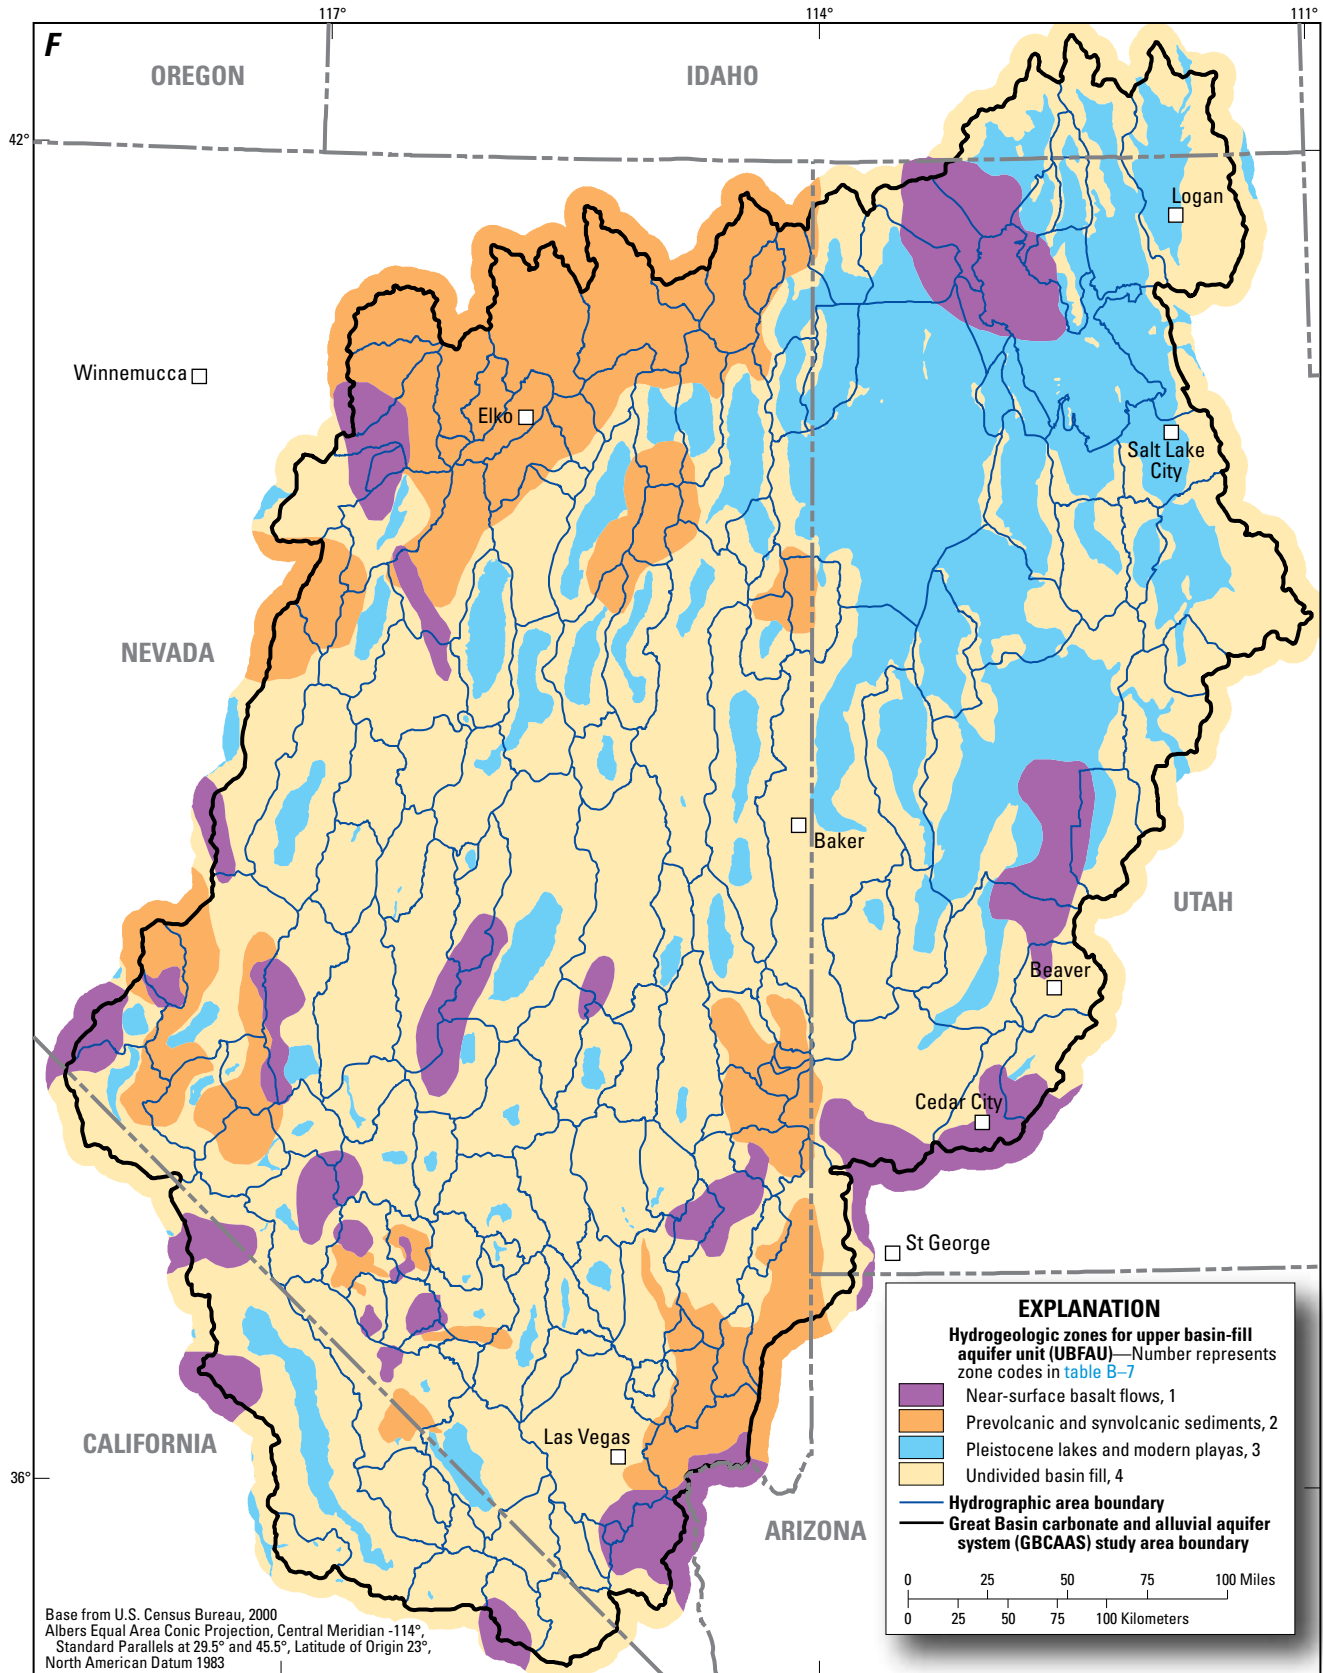 117°
114°
111°
F
OREGON
IDAHO
42°
Logan
Winnemucca
Elko
Salt Lake
City
NEVADA
Baker
UTAH
Beaver
Cedar City
St George
EXPLANATION
Hydrogeologic zones for upper basin-fill
aquifer unit (UBFAU)—Number represents
zone codes in table B–7
Near-surface basalt flows, 1
Prevolcanic and synvolcanic sediments, 2
Pleistocene lakes and modern playas, 3
Undivided basin fill, 4
Hydrographic area boundary
Great Basin carbonate and alluvial aquifer
system (GBCAAS) study area boundary
0 25 50 75 100 Miles
0 25 50 75 100 Kilometers
CALIFORNIA
Las Vegas
36°
ARIZONA
Base from U.S. Census Bureau, 2000
Albers Equal Area Conic Projection, Central Meridian -114°,
Standard Parallels at 29.5° and 45.5°, Latitude of Origin 23°,
North American Datum 1983